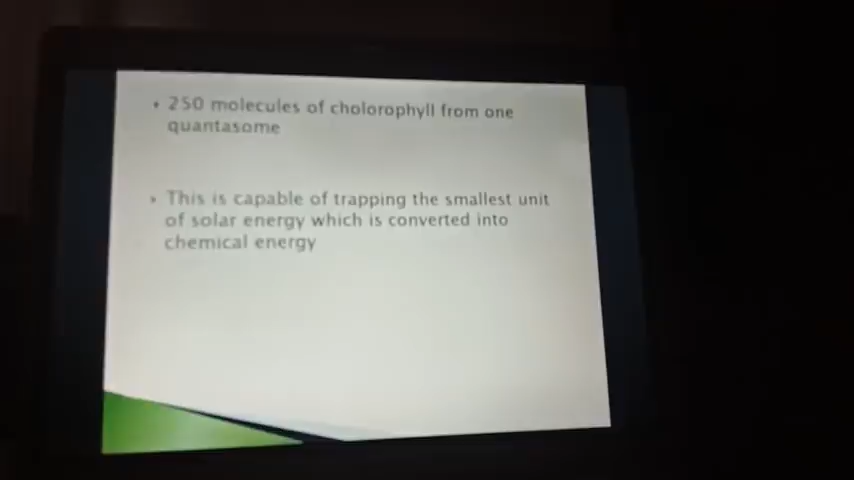 • 250 molecules of cholorophyll from one
quantasome
• This is capable of trapping the smallest unit
of solar energy which is converted into
chemical energy